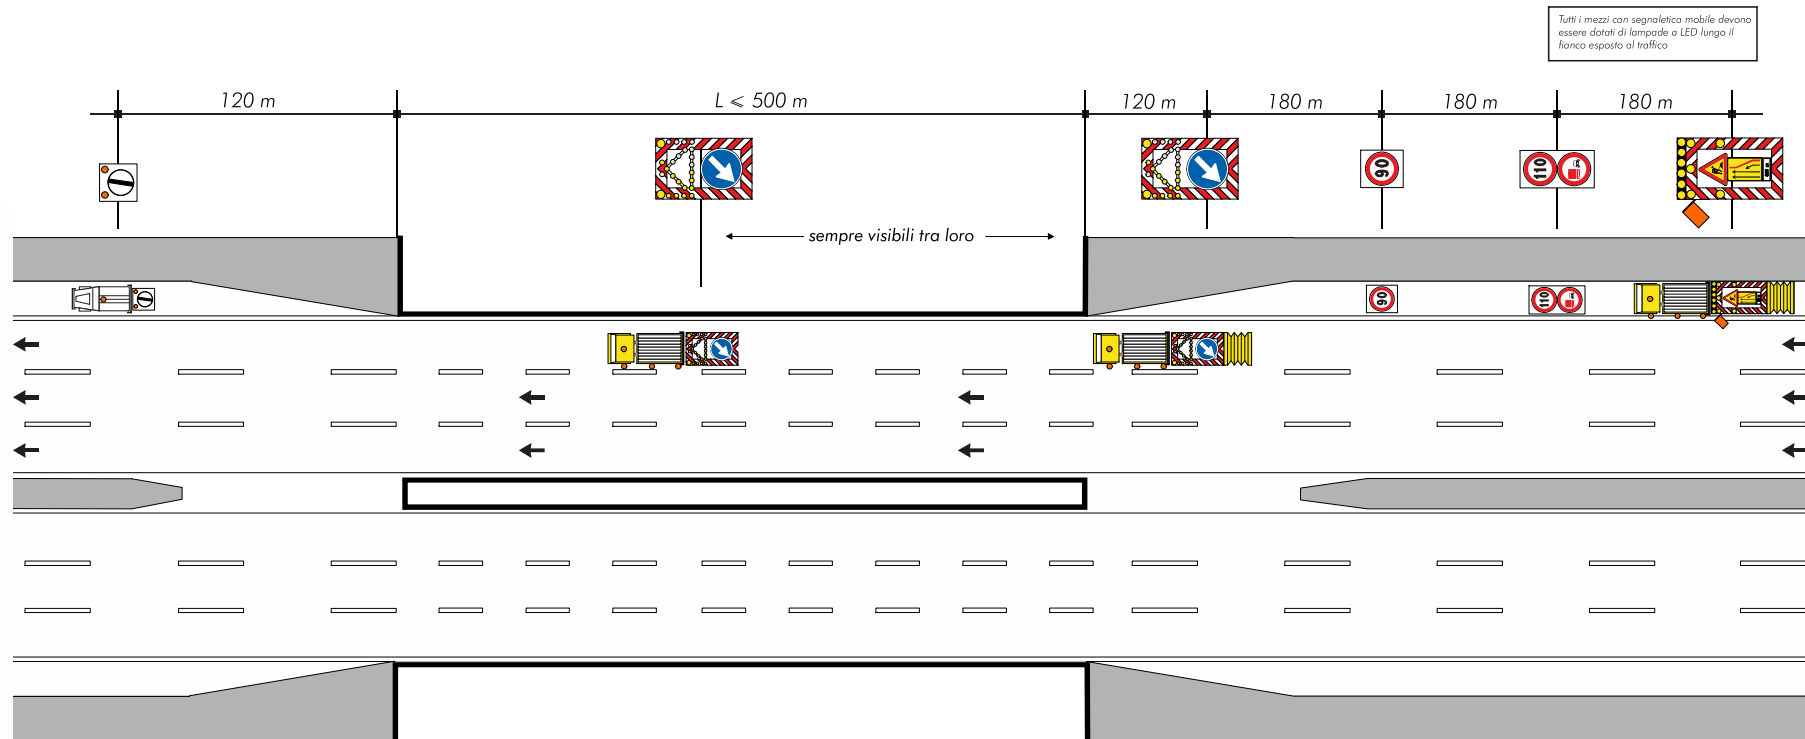 Tutti i mezzi con segnaletica mobile devono
essere dotati di lampade a LED lungo il
fianco esposto al traffico
120 m
L ⩽ 500 m
120 m
180 m
180 m
180 m
90
110
sempre visibili tra loro
90
110